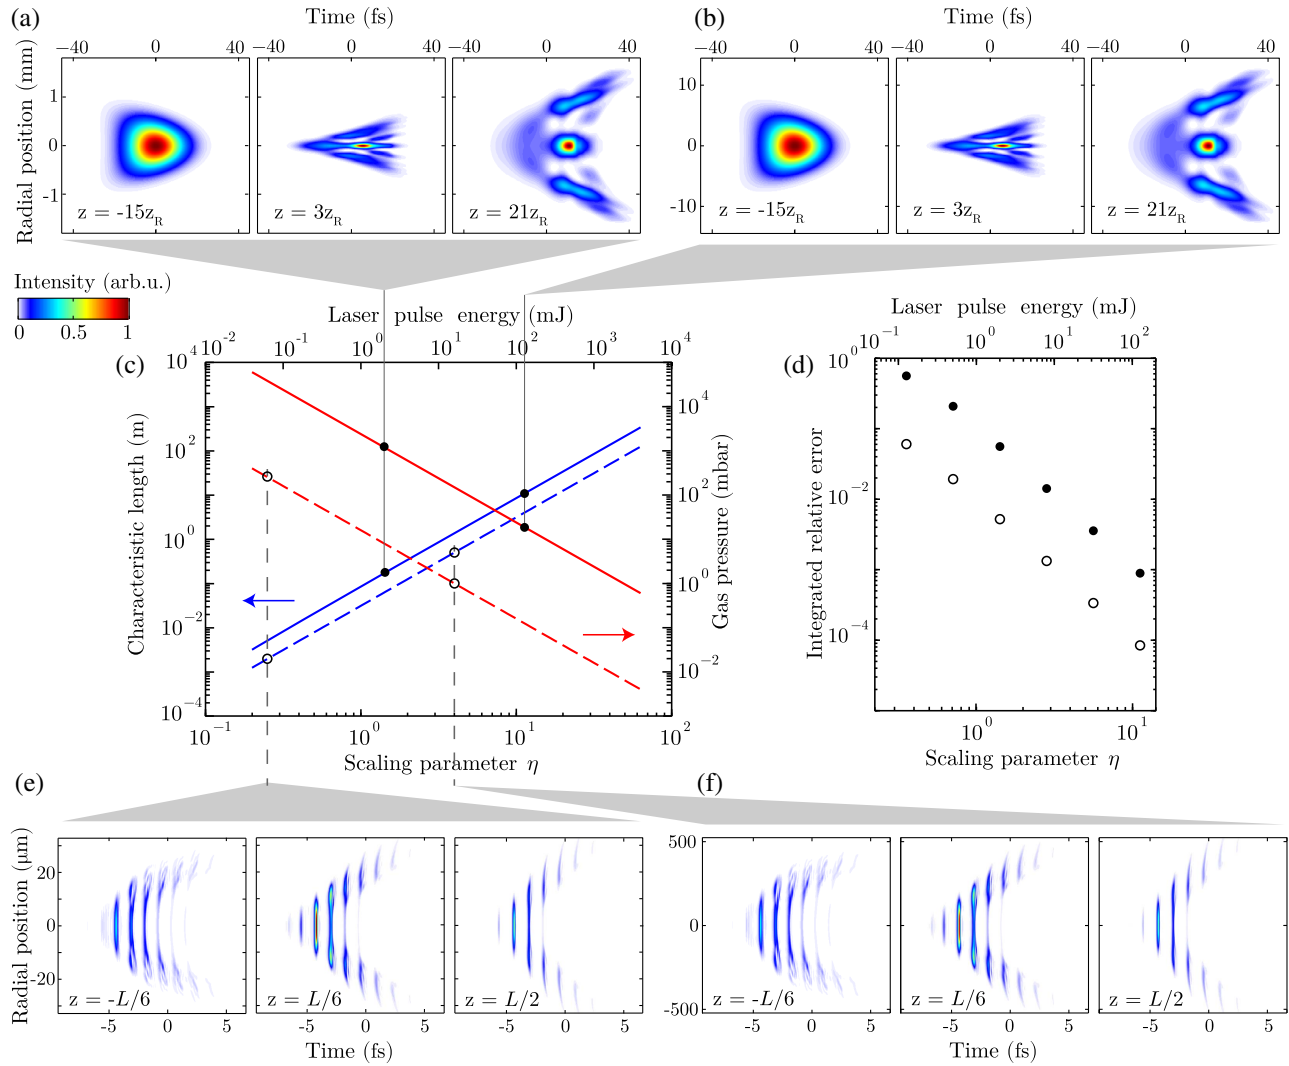 (a)
Time (fs)
−40 0 40
−40 0 40
−40 0 40
Radial position (mm)
1
0
-1
z = -15z_R
z = 3z_R
z = 21z_R
(b)
Time (fs)
−40 0 40
−40 0 40
−40 0 40
10
0
-10
z = -15z_R
z = 3z_R
z = 21z_R
Intensity (arb.u.)
0 0.5 1
(c)
Laser pulse energy (mJ)
10^−2 10^−1 10^0 10^1 10^2 10^3 10^4
Characteristic length (m)
10^4
10^2
10^0
10^−2
10^−4
Gas pressure (mbar)
10^4
10^2
10^0
10^−2
10^−1 10^0 10^1 10^2
Scaling parameter η
(d)
Laser pulse energy (mJ)
10^−1 10^0 10^1 10^2
Integrated relative error
10^0
10^−2
10^−4
10^0 10^1
Scaling parameter η
(e)
Radial position (µm)
20
0
-20
z = -L/6
z = L/6
z = L/2
-5 0 5
-5 0 5
-5 0 5
Time (fs)
(f)
500
0
-500
z = -L/6
z = L/6
z = L/2
-5 0 5
-5 0 5
-5 0 5
Time (fs)